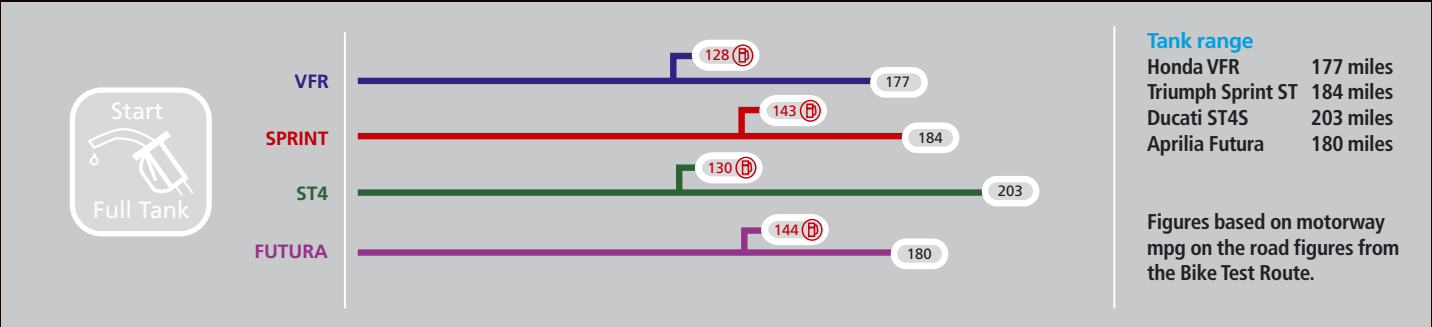 Start
Full Tank
VFR
128
177
SPRINT
143
184
ST4
130
203
FUTURA
144
180
Tank range
Honda VFR 177 miles
Triumph Sprint ST 184 miles
Ducati ST4S 203 miles
Aprilia Futura 180 miles
Figures based on motorway
mpg on the road figures from
the Bike Test Route.